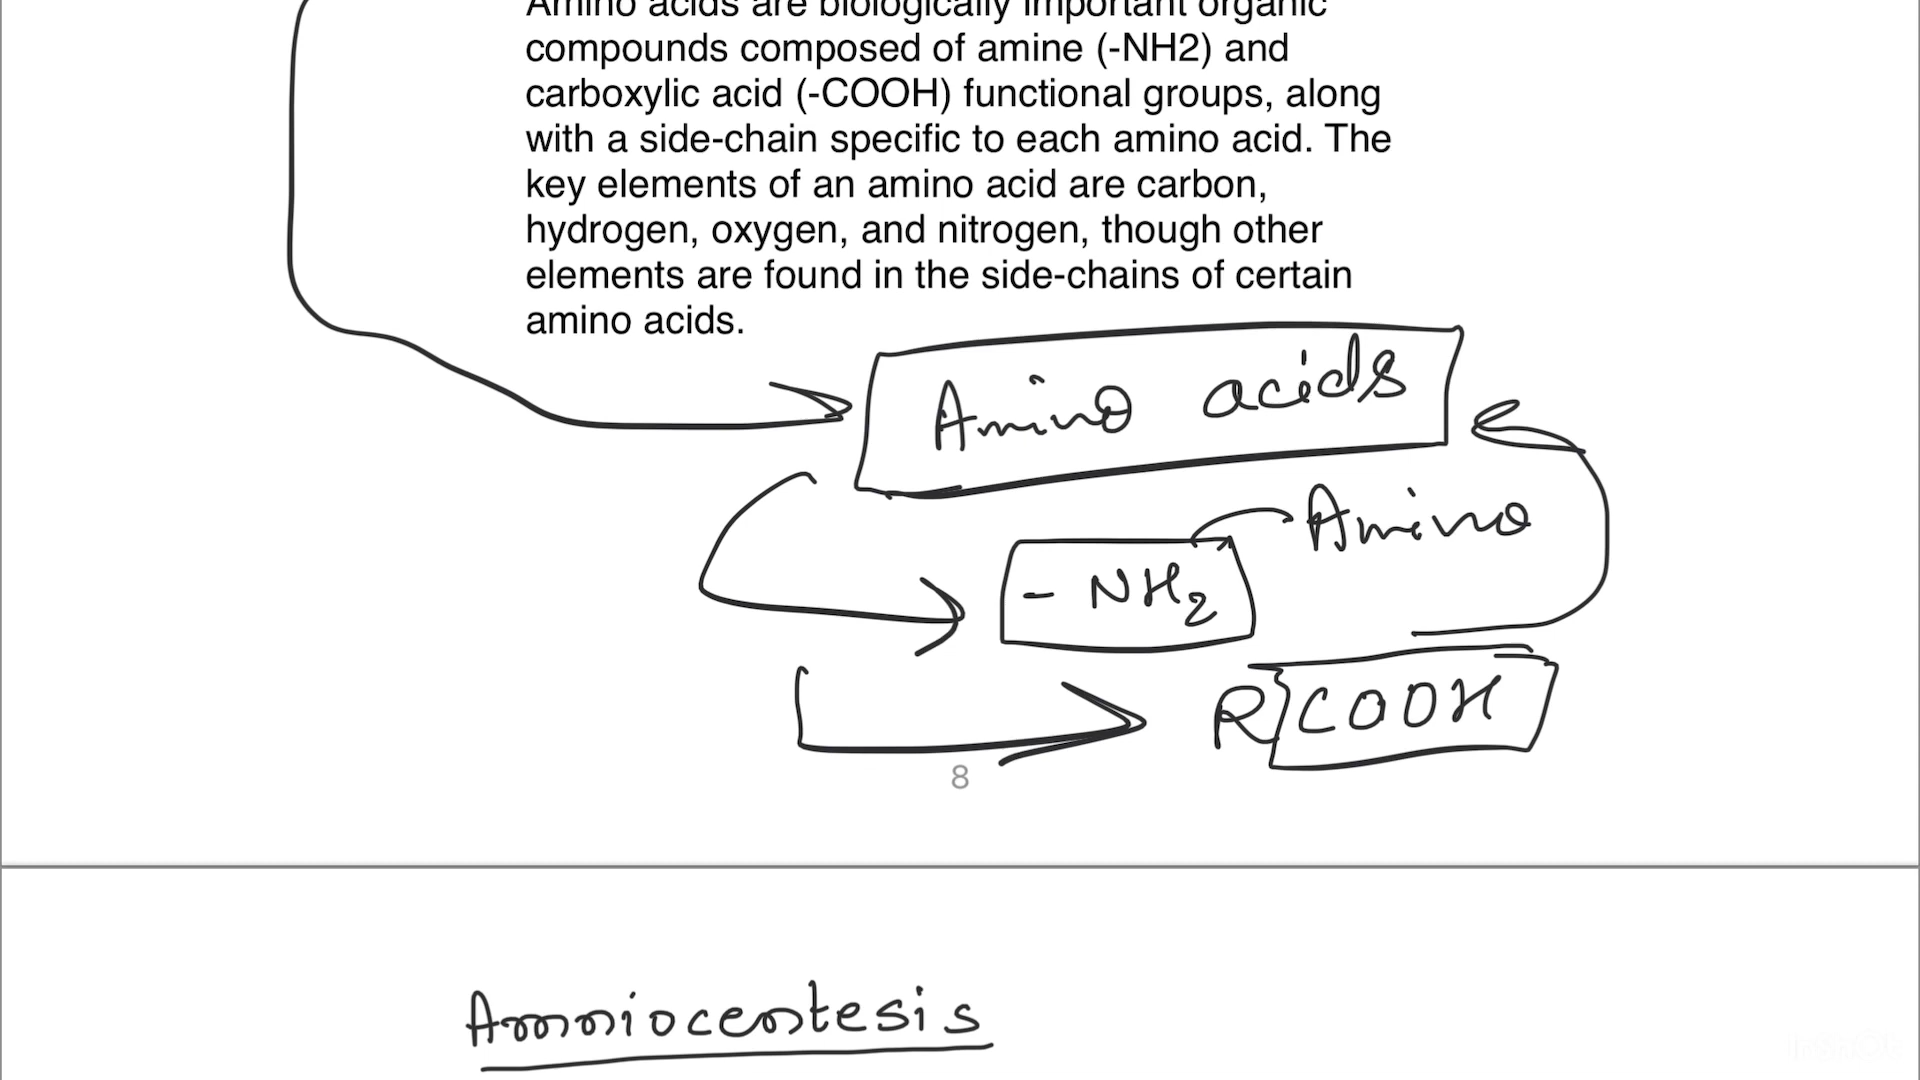 Amino acids are biologically important organic
compounds composed of amine (-NH2) and
carboxylic acid (-COOH) functional groups, along
with a side-chain specific to each amino acid. The
key elements of an amino acid are carbon,
hydrogen, oxygen, and nitrogen, though other
elements are found in the side-chains of certain
amino acids.
Amino acids
Amino
- NH2
RCOOH
8
Amniocentesis